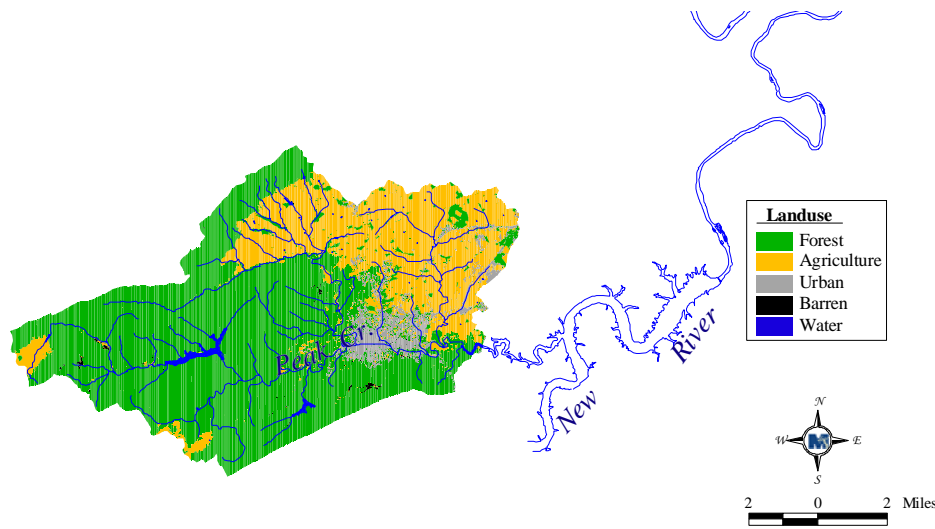 Landuse
Forest
Agriculture
Urban
Barren
Water
Peak Cr.
New River
N
W E
S
2 0 2 Miles